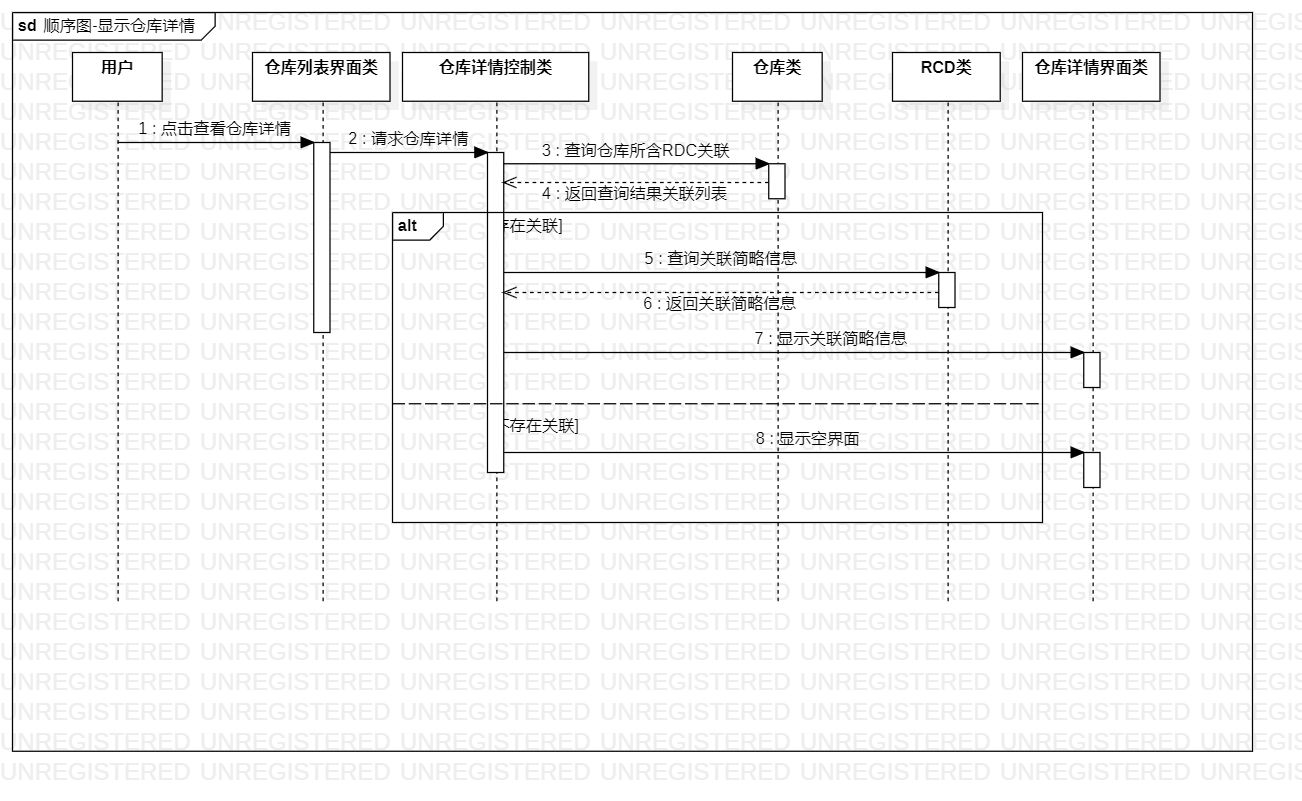 sd 顺序图-显示仓库详情
用户
仓库列表界面类
仓库详情控制类
仓库类
RCD类
仓库详情界面类
1 : 点击查看仓库详情
2 : 请求仓库详情
3 : 查询仓库所含RDC关联
4 : 返回查询结果关联列表
alt
存在关联]
5 : 查询关联简略信息
6 : 返回关联简略信息
7 : 显示关联简略信息
存在关联]
8 : 显示空界面
UNREGISTERED